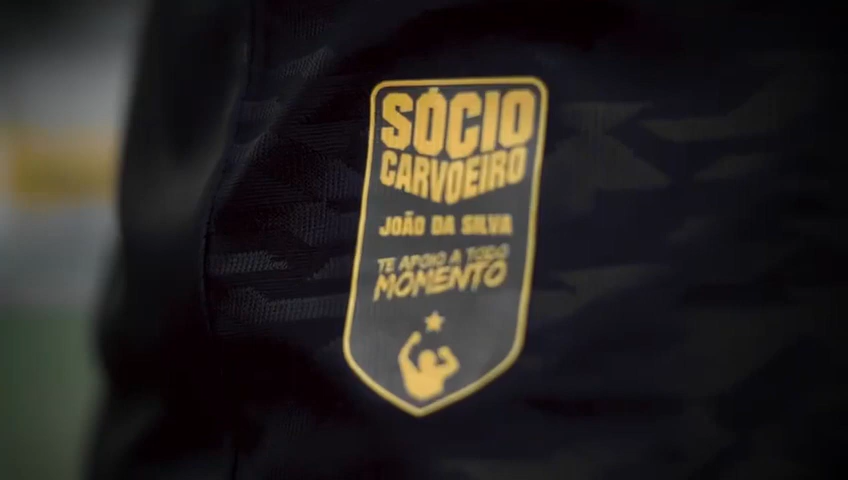 SÓCIO
CARVOEIRO
JOÃO DA SILVA
TE APOIO A TODO
MOMENTO